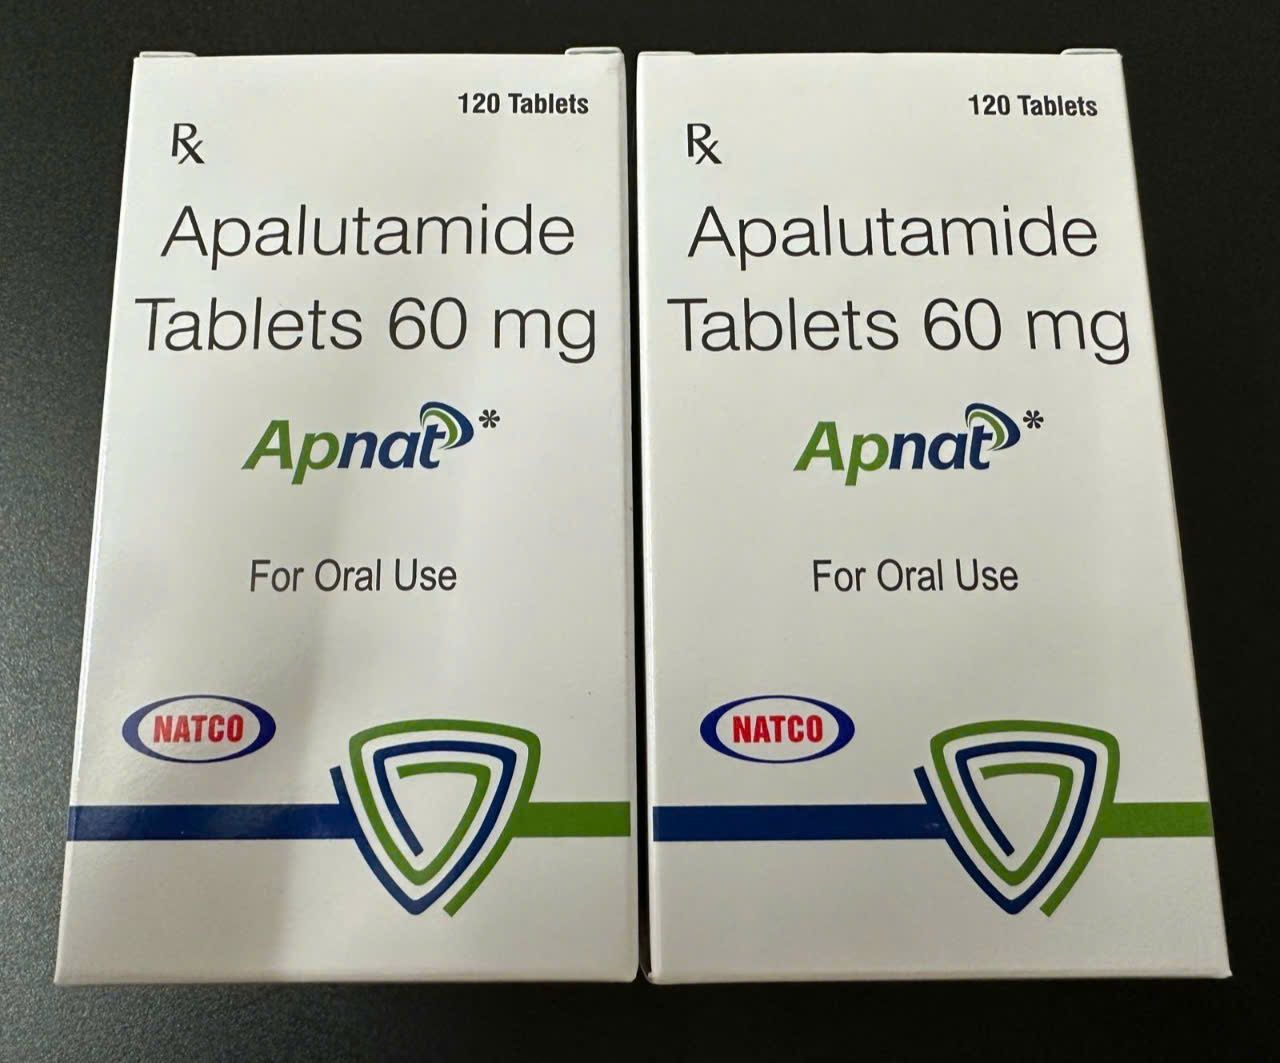 120 Tablets
Rx
Apalutamide
Tablets 60 mg
Apnat*
For Oral Use
NATCO
120 Tablets
Rx
Apalutamide
Tablets 60 mg
Apnat*
For Oral Use
NATCO